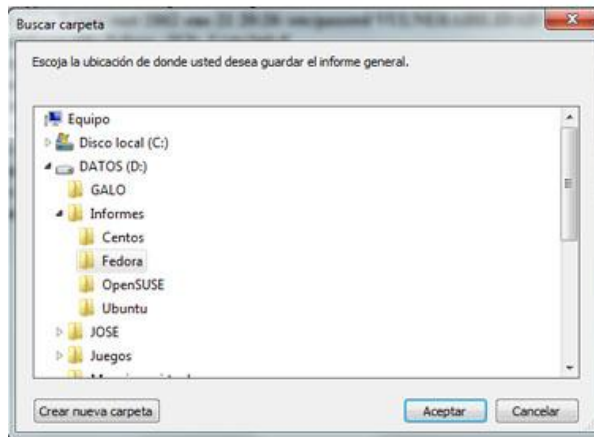 Buscar carpeta
Escoja la ubicación de donde usted desea guardar el informe general.
Equipo
Disco local (C:)
DATOS (D:)
GALO
Informes
Centos
Fedora
OpenSUSE
Ubuntu
JOSE
Juegos
Crear nueva carpeta
Aceptar
Cancelar